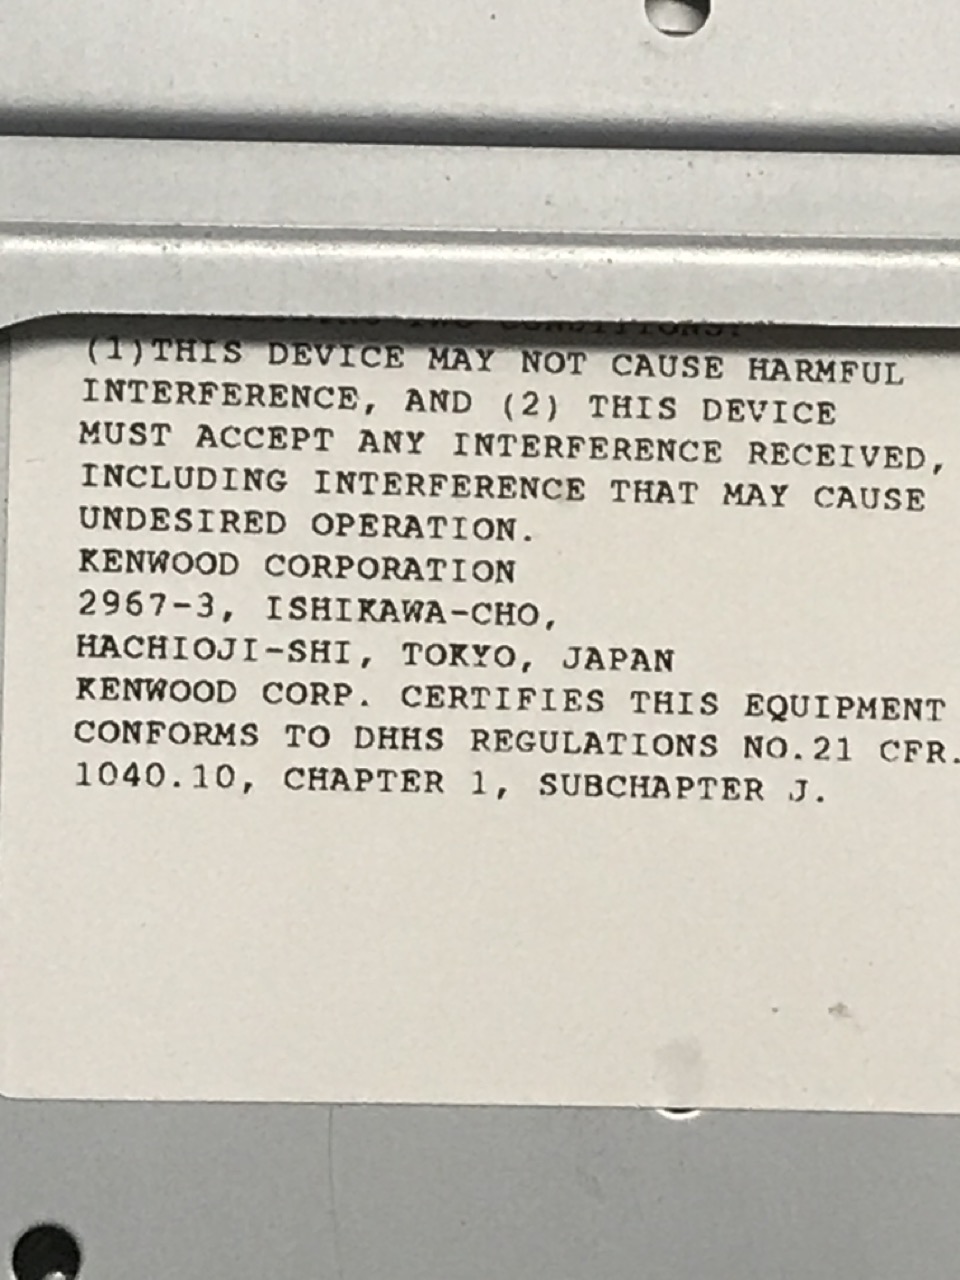 TWO CONDITIONS:
(1)THIS DEVICE MAY NOT CAUSE HARMFUL
INTERFERENCE, AND (2) THIS DEVICE
MUST ACCEPT ANY INTERFERENCE RECEIVED,
INCLUDING INTERFERENCE THAT MAY CAUSE
UNDESIRED OPERATION.
KENWOOD CORPORATION
2967-3, ISHIKAWA-CHO,
HACHIOJI-SHI, TOKYO, JAPAN
KENWOOD CORP. CERTIFIES THIS EQUIPMENT
CONFORMS TO DHHS REGULATIONS NO.21 CFR.
1040.10, CHAPTER 1, SUBCHAPTER J.